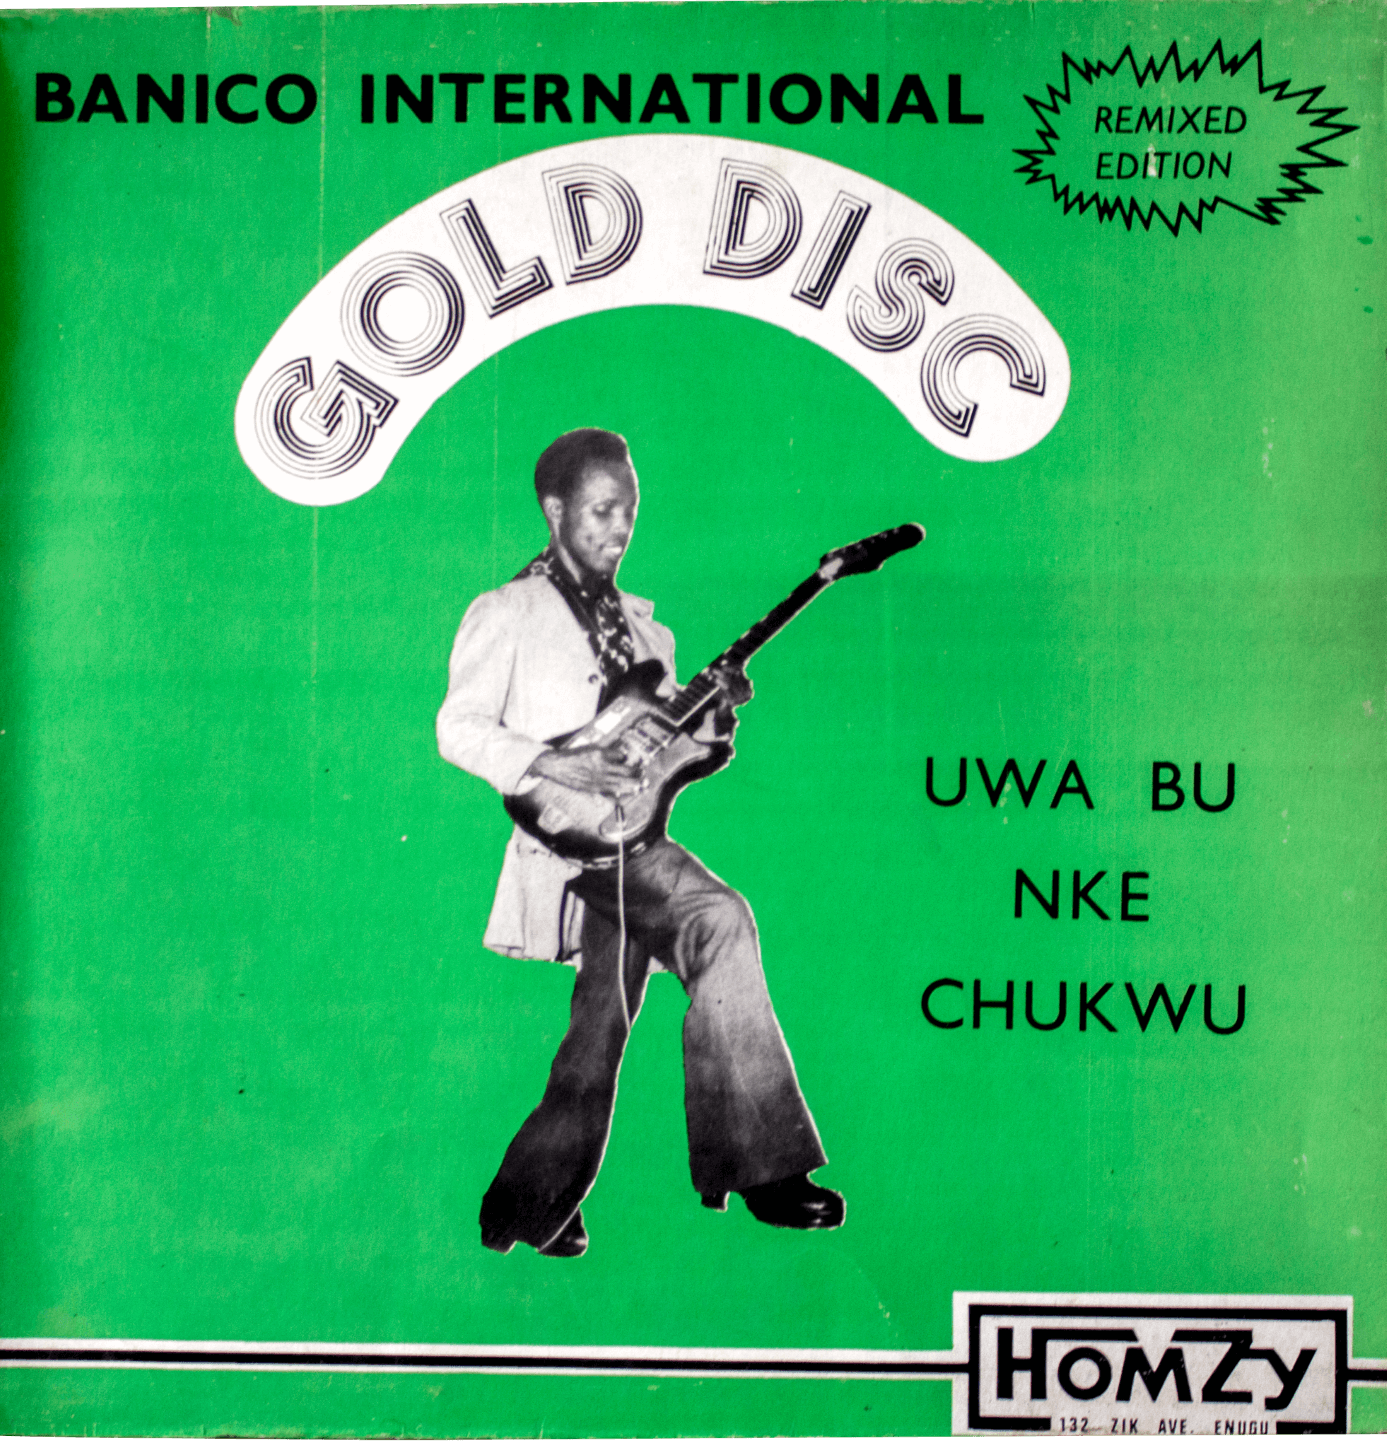 BANICO INTERNATIONAL
REMIXED
EDITION
GOLD DISC
UWA BU
NKE
CHUKWU
HOMZY
132 ZIK AVE. ENUGU